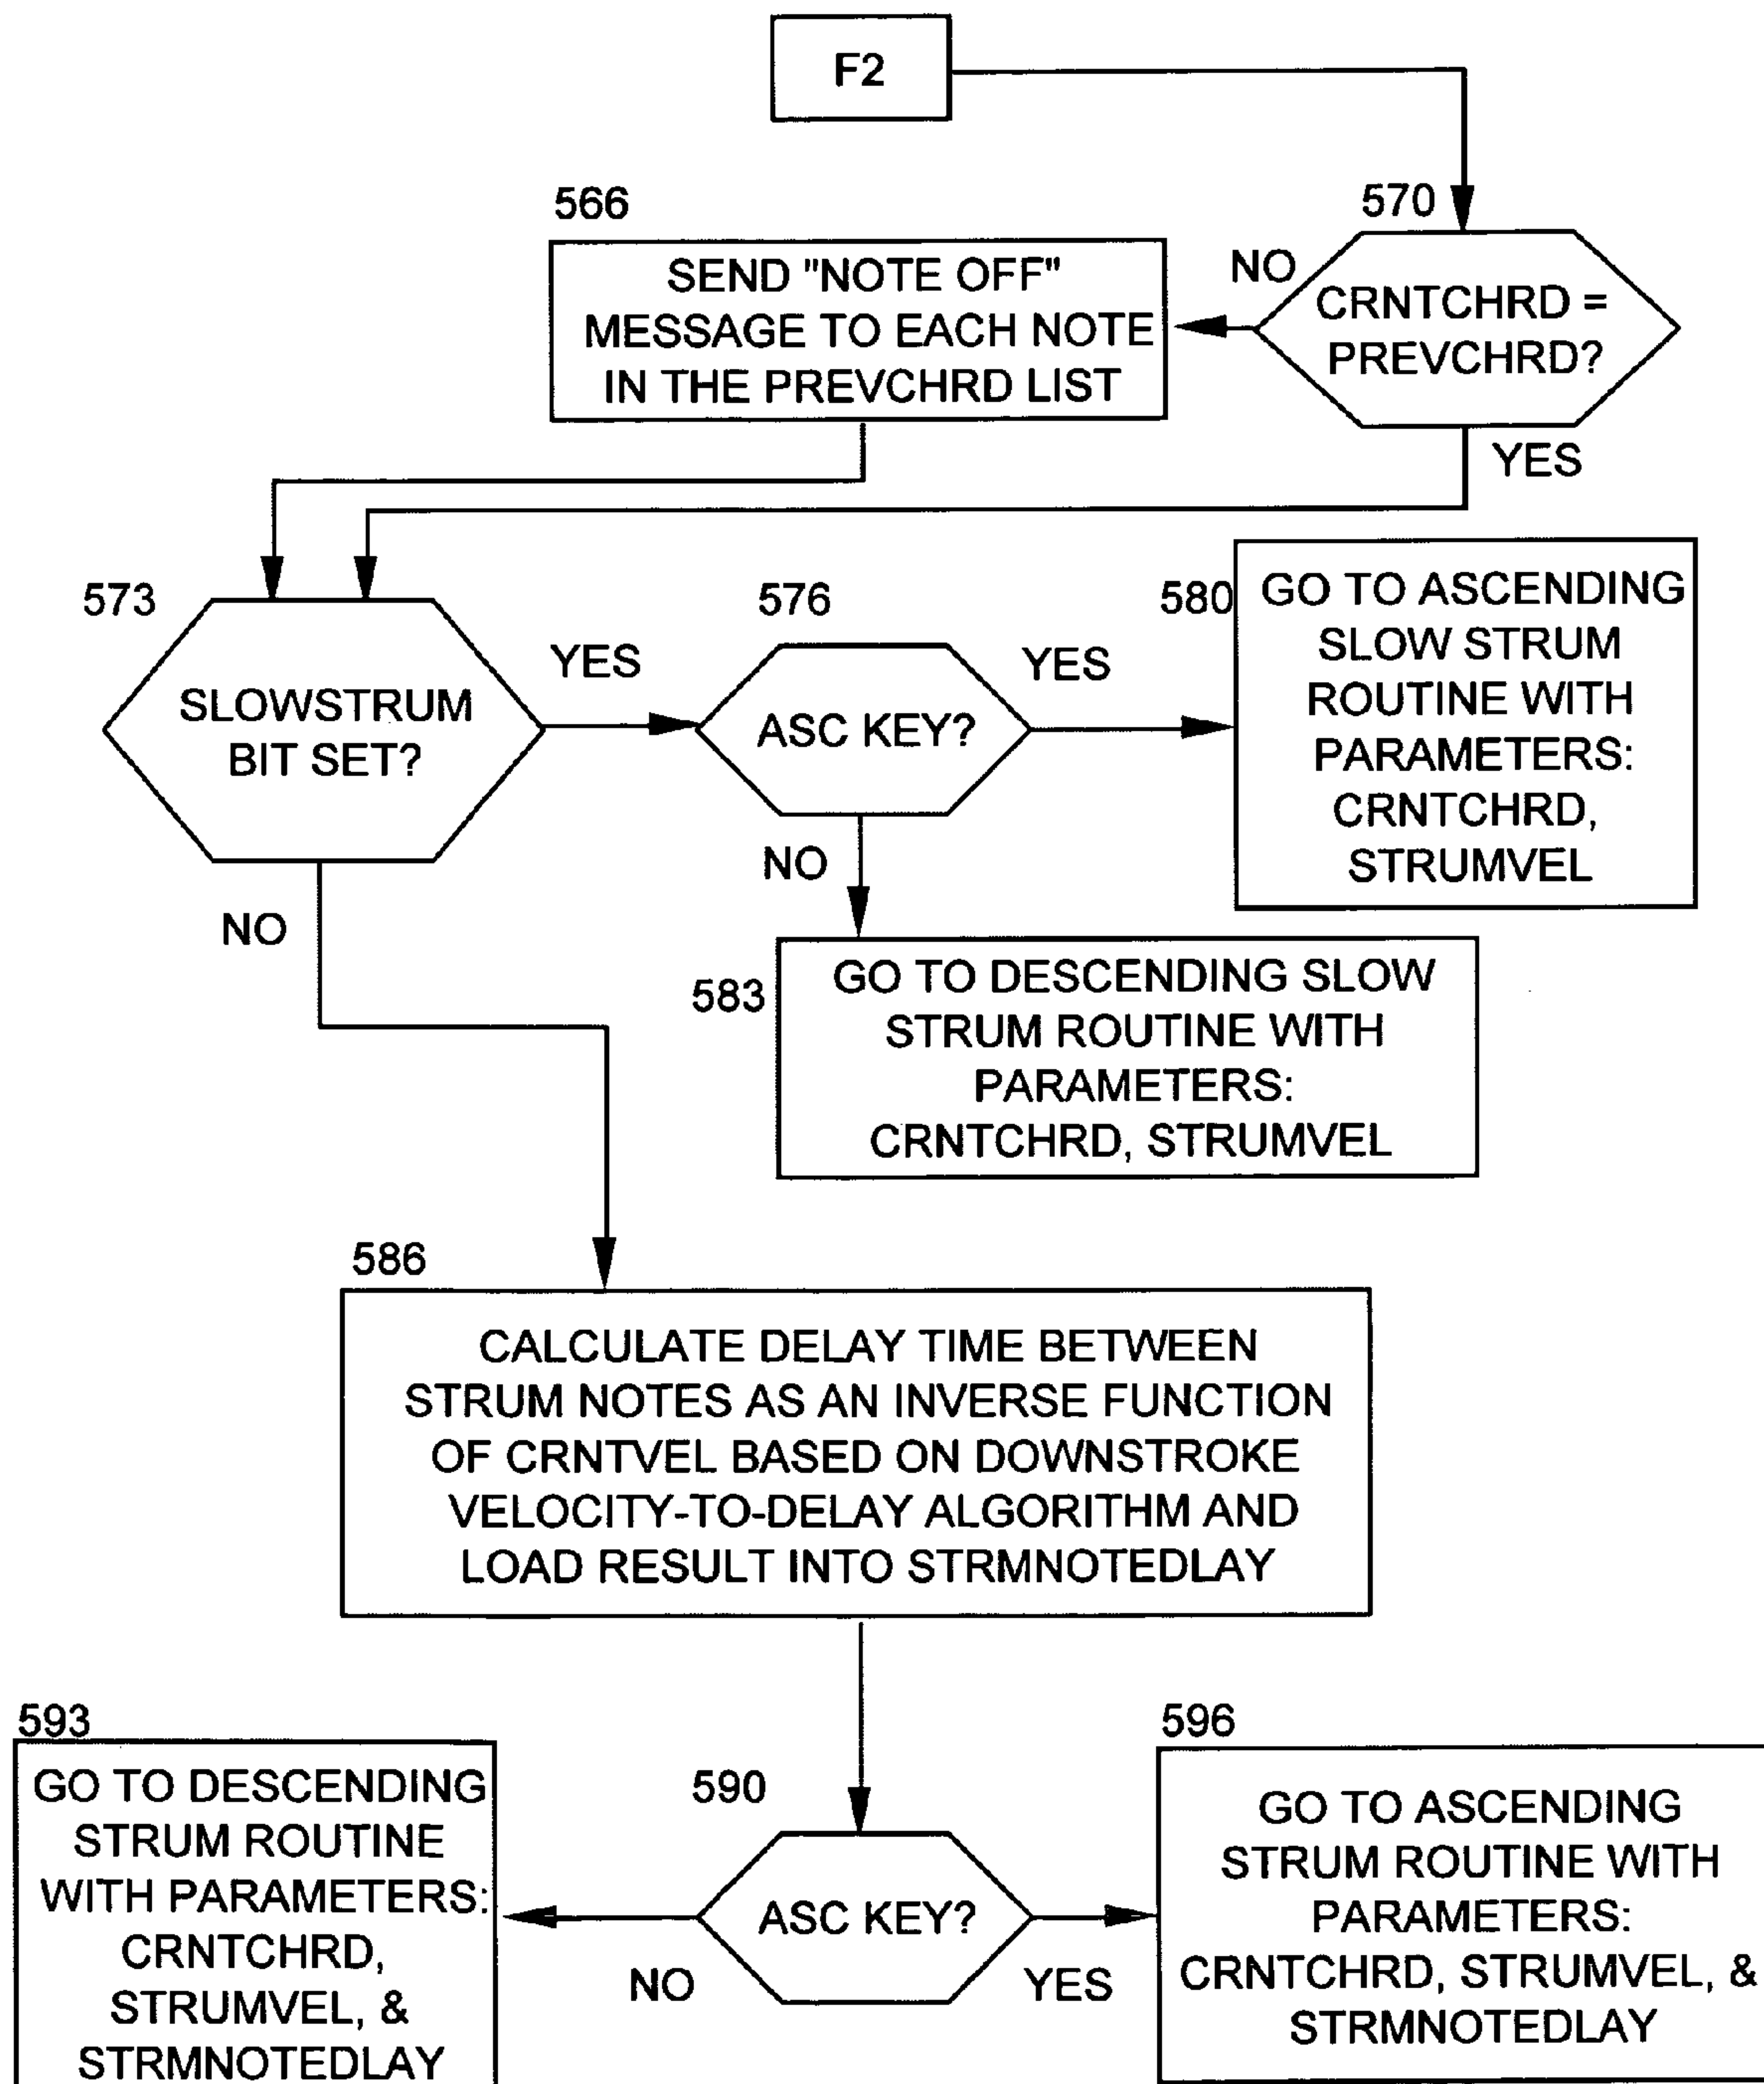 F2
566
SEND "NOTE OFF"
MESSAGE TO EACH NOTE
IN THE PREVCHRD LIST
NO
570
CRNTCHRD =
PREVCHRD?
YES
573
SLOWSTRUM
BIT SET?
YES
576
ASC KEY?
YES
580
GO TO ASCENDING
SLOW STRUM
ROUTINE WITH
PARAMETERS:
CRNTCHRD,
STRUMVEL
NO
NO
583
GO TO DESCENDING SLOW
STRUM ROUTINE WITH
PARAMETERS:
CRNTCHRD, STRUMVEL
586
CALCULATE DELAY TIME BETWEEN
STRUM NOTES AS AN INVERSE FUNCTION
OF CRNTVEL BASED ON DOWNSTROKE
VELOCITY-TO-DELAY ALGORITHM AND
LOAD RESULT INTO STRMNOTEDLAY
593
GO TO DESCENDING
STRUM ROUTINE
WITH PARAMETERS:
CRNTCHRD,
STRUMVEL, &
STRMNOTEDLAY
590
ASC KEY?
NO
YES
596
GO TO ASCENDING
STRUM ROUTINE WITH
PARAMETERS:
CRNTCHRD, STRUMVEL, &
STRMNOTEDLAY